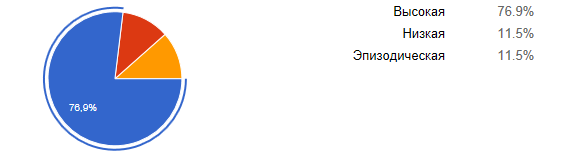 Высокая 76.9%
Низкая 11.5%
Эпизодическая 11.5%
76,9%